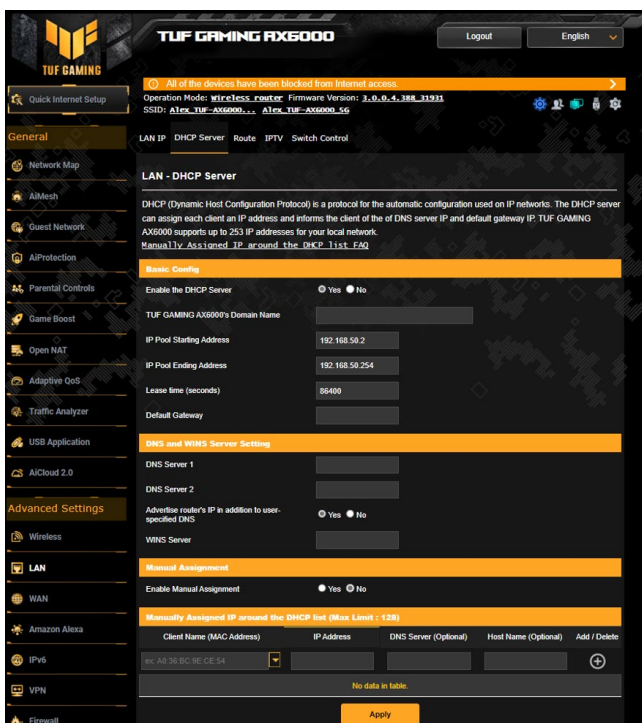 TUF GAMING
TUF GAMING AX6000
Logout
English
Quick Internet Setup
General
Network Map
AiMesh
Guest Network
AiProtection
Parental Controls
Game Boost
Open NAT
Adaptive QoS
Traffic Analyzer
USB Application
AiCloud 2.0
Advanced Settings
Wireless
LAN
WAN
Amazon Alexa
IPv6
VPN
Firewall
All of the devices have been blocked from Internet access.
Operation Mode: Wireless router Firmware Version: 3.0.0.4.388_31931
SSID: Alex_TUF-AX6000... Alex_TUF-AX6000_5G
LAN IP DHCP Server Route IPTV Switch Control
LAN - DHCP Server
DHCP (Dynamic Host Configuration Protocol) is a protocol for the automatic configuration used on IP networks. The DHCP server
can assign each client an IP address and informs the client of the of DNS server IP and default gateway IP. TUF GAMING
AX6000 supports up to 253 IP addresses for your local network.
Manually Assigned IP around the DHCP list FAQ
Basic Config
Enable the DHCP Server Yes No
TUF GAMING AX6000's Domain Name
IP Pool Starting Address 192.168.50.2
IP Pool Ending Address 192.168.50.254
Lease time (seconds) 86400
Default Gateway
DNS and WINS Server Setting
DNS Server 1
DNS Server 2
Advertise router's IP in addition to user-
specified DNS Yes No
WINS Server
Manual Assignment
Enable Manual Assignment Yes No
Manually Assigned IP around the DHCP list (Max Limit : 128)
Client Name (MAC Address) IP Address DNS Server (Optional) Host Name (Optional) Add / Delete
ex: A0:36:BC:9E:CE:54
No data in table.
Apply